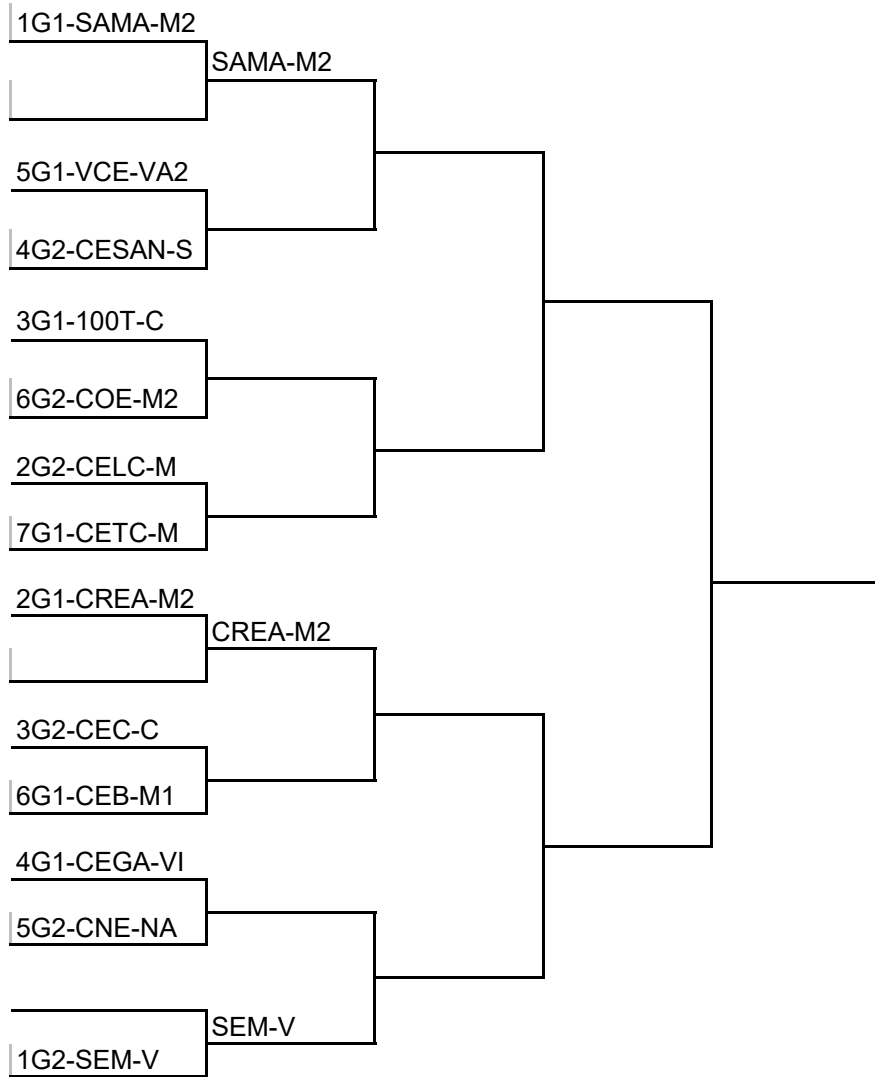 1G1-SAMA-M2
SAMA-M2
5G1-VCE-VA2
4G2-CESAN-S
3G1-100T-C
6G2-COE-M2
2G2-CELC-M
7G1-CETC-M
2G1-CREA-M2
CREA-M2
3G2-CEC-C
6G1-CEB-M1
4G1-CEGA-VI
5G2-CNE-NA
SEM-V
1G2-SEM-V